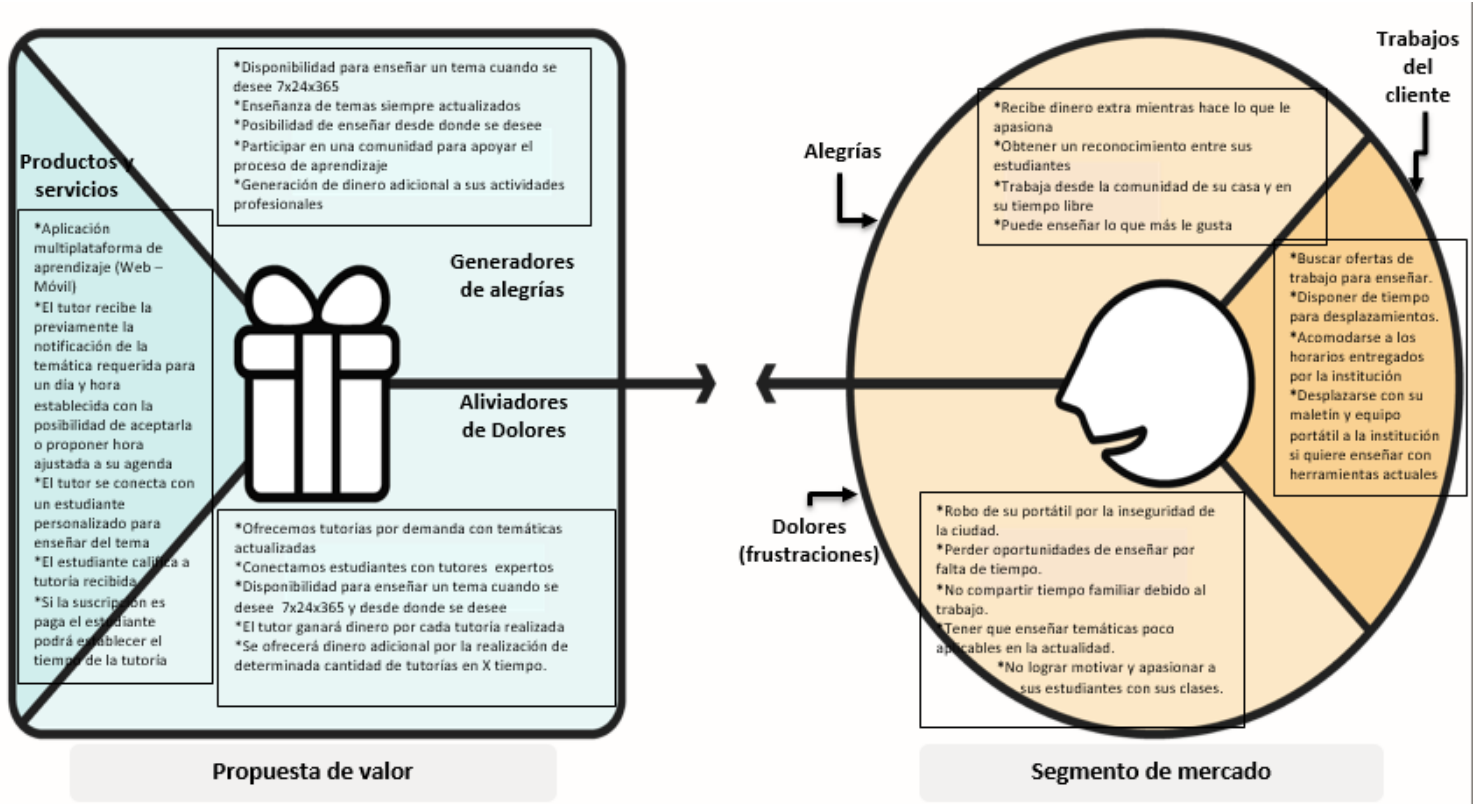 Productos y
servicios
*Aplicación
multiplataforma de
aprendizaje (Web –
Móvil)
*El tutor recibe la
previamente la
notificación de la
temática requerida para
un día y hora
establecida con la
posibilidad de aceptarla
o proponer hora
ajustada a su agenda
*El tutor se conecta con
un estudiante
personalizado para
enseñar del tema
*El estudiante califica a
tutoría recibida
*Si la suscripción es
paga el estudiante
podrá establecer el
tiempo de la tutoría
*Disponibilidad para enseñar un tema cuando se
desee 7x24x365
*Enseñanza de temas siempre actualizados
*Posibilidad de enseñar desde donde se desee
*Participar en una comunidad para apoyar el
proceso de aprendizaje
*Generación de dinero adicional a sus actividades
profesionales
Generadores
de alegrías
Aliviadores
de Dolores
*Ofrecemos tutorías por demanda con temáticas
actualizadas
*Conectamos estudiantes con tutores expertos
*Disponibilidad para enseñar un tema cuando se
desee 7x24x365 y desde donde se desee
*El tutor ganará dinero por cada tutoría realizada
*Se ofrecerá dinero adicional por la realización de
determinada cantidad de tutorías en X tiempo.
Propuesta de valor
Alegrías
*Recibe dinero extra mientras hace lo que le
apasiona
*Obtener un reconocimiento entre sus
estudiantes
*Trabaja desde la comunidad de su casa y en
su tiempo libre
*Puede enseñar lo que más le gusta
Trabajos
del
cliente
*Buscar ofertas de
trabajo para enseñar.
*Disponer de tiempo
para desplazamientos.
*Acomodarse a los
horarios entregados
por la institución
*Desplazarse con su
maletín y equipo
portátil a la institución
si quiere enseñar con
herramientas actuales
Dolores
(frustraciones)
*Robo de su portátil por la inseguridad de
la ciudad.
*Perder oportunidades de enseñar por
falta de tiempo.
*No compartir tiempo familiar debido al
trabajo.
*Tener que enseñar temáticas poco
aplicables en la actualidad.
*No lograr motivar y apasionar a
sus estudiantes con sus clases.
Segmento de mercado